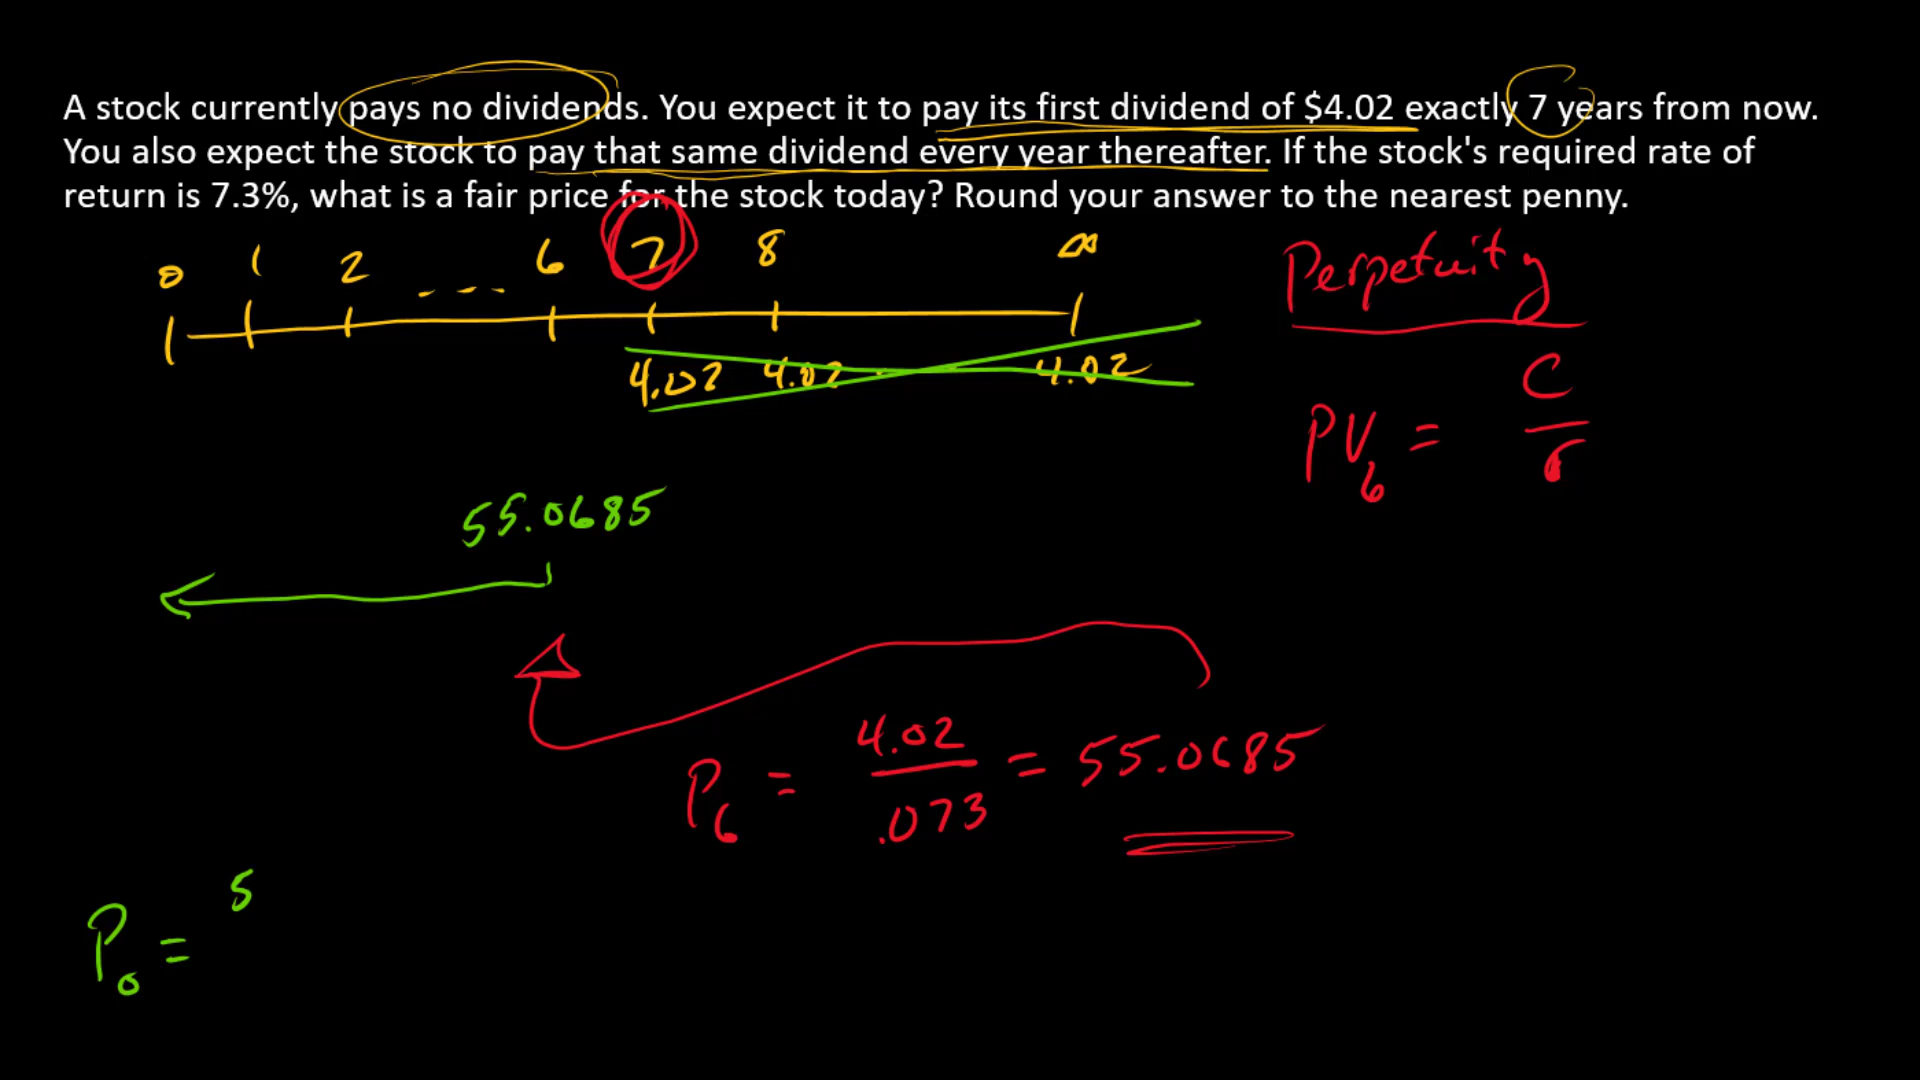 A stock currently pays no dividends. You expect it to pay its first dividend of $4.02 exactly 7 years from now.
You also expect the stock to pay that same dividend every year thereafter. If the stock's required rate of
return is 7.3%, what is a fair price for the stock today? Round your answer to the nearest penny.
0 1 2 --- 6 7 8 ∞
Perpetuity
4.02 4.02 - 4.02
PV6 = C/r
55.0685
P6 = 4.02/.073 = 55.0685
P0 = 5